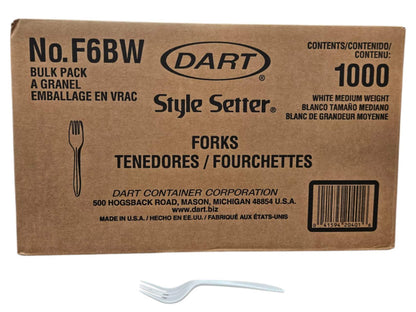 No.F6BW
BULK PACK
A GRANEL
EMBALLAGE EN VRAC
DART®
Style Setter®
CONTENTS/CONTENIDO/
CONTENU:
1000
WHITE MEDIUM WEIGHT
BLANCO TAMAÑO MEDIANO
BLANC DE GRANDEUR MOYENNE
FORKS
TENEDORES / FOURCHETTES
DART CONTAINER CORPORATION
500 HOGSBACK ROAD, MASON, MICHIGAN 48854 U.S.A.
www.dart.biz
MADE IN U.S.A. / HECHO EN EE.UU. / FABRIQUÉ AUX ÉTATS-UNIS